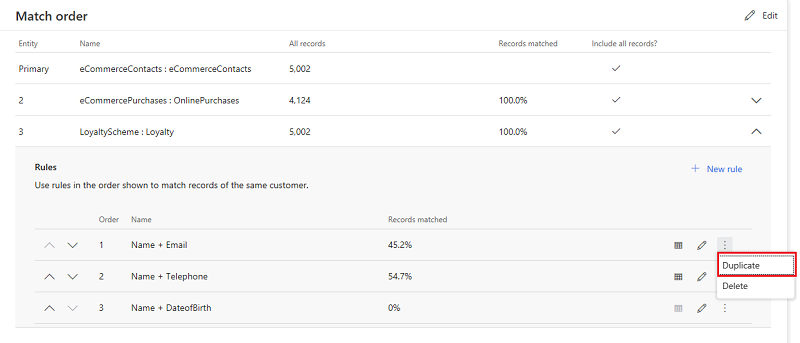 Match order
Edit
Entity Name All records Records matched Include all records?
Primary eCommerceContacts : eCommerceContacts 5,002
2 eCommercePurchases : OnlinePurchases 4,124 100.0%
3 LoyaltyScheme : Loyalty 5,002 100.0%
Rules
New rule
Use rules in the order shown to match records of the same customer.
Order Name Records matched
1 Name + Email 45.2%
Duplicate
2 Name + Telephone 54.7%
Delete
3 Name + DateofBirth 0%